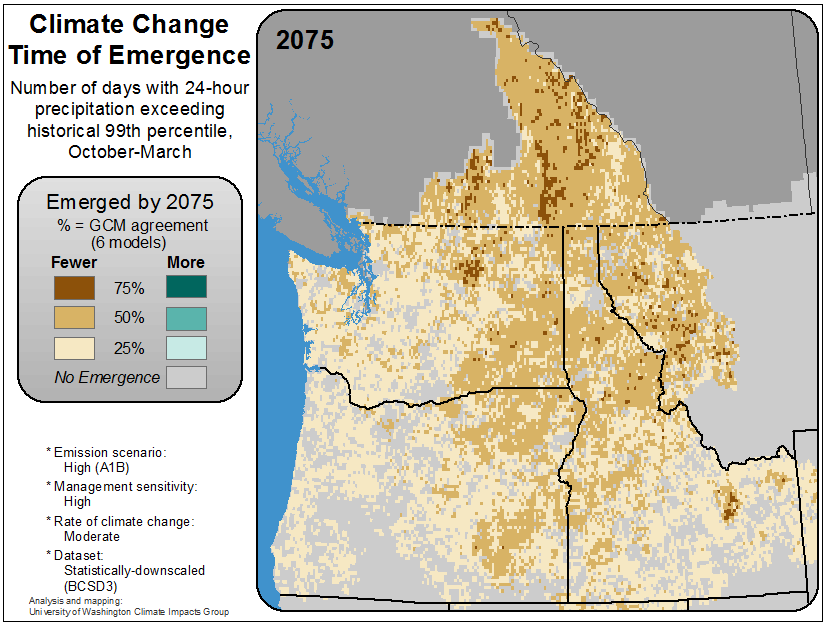 Climate Change
Time of Emergence
Number of days with 24-hour
precipitation exceeding
historical 99th percentile,
October-March
2075
Emerged by 2075
% = GCM agreement
(6 models)
Fewer More
75%
50%
25%
No Emergence
* Emission scenario:
High (A1B)
* Management sensitivity:
High
* Rate of climate change:
Moderate
* Dataset:
Statistically-downscaled
(BCSD3)
Analysis and mapping:
University of Washington Climate Impacts Group